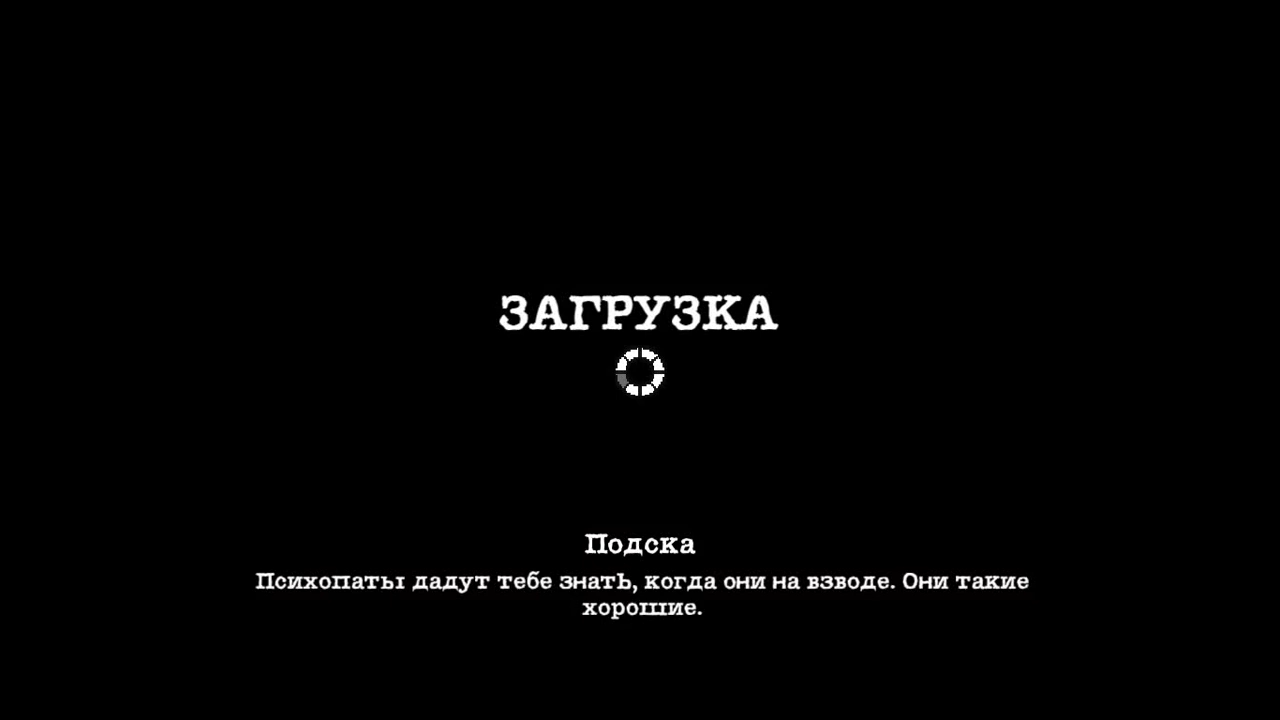 ЗАГРУЗКА
Подска
Психопаты дадут тебе знать, когда они на взводе. Они такие
хорошие.